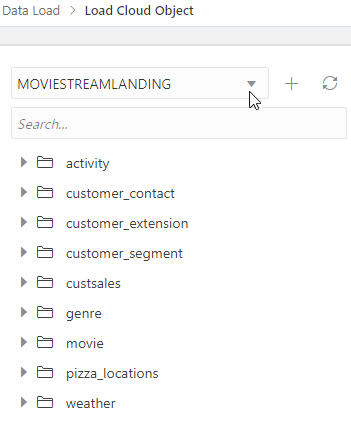 Data Load > Load Cloud Object
MOVIESTREAMLANDING
Search...
activity
customer_contact
customer_extension
customer_segment
custsales
genre
movie
pizza_locations
weather